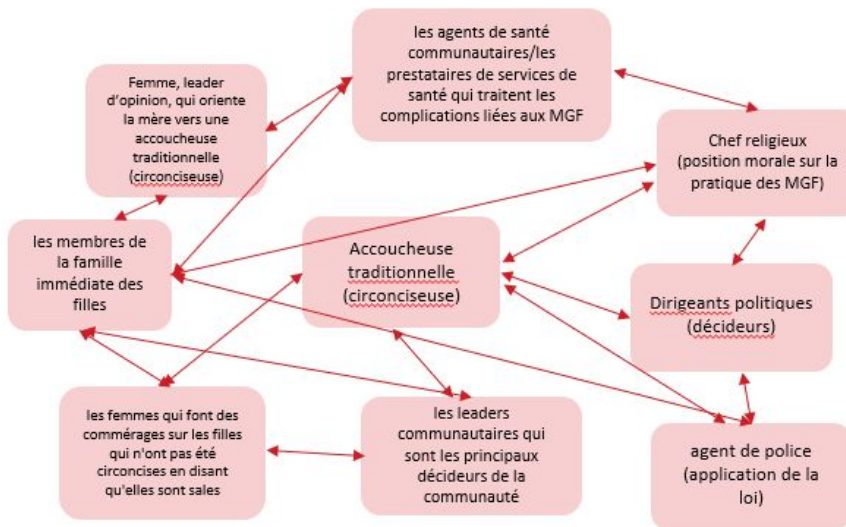 les agents de santé
communautaires/les
prestataires de services de
santé qui traitent les
complications liées aux MGF
Femme, leader
d'opinion, qui oriente
la mère vers une
accoucheuse
traditionnelle
(circonciseuse)
Chef religieux
(position morale sur la
pratique des MGF)
les membres de
la famille
immédiate des
filles
Accoucheuse
traditionnelle
(circonciseuse)
Dirigeants politiques
(décideurs)
les femmes qui font des
commérages sur les filles
qui n'ont pas été
circoncises en disant
qu'elles sont sales
les leaders
communautaires qui
sont les principaux
décideurs de la
communauté
agent de police
(application de la
loi)